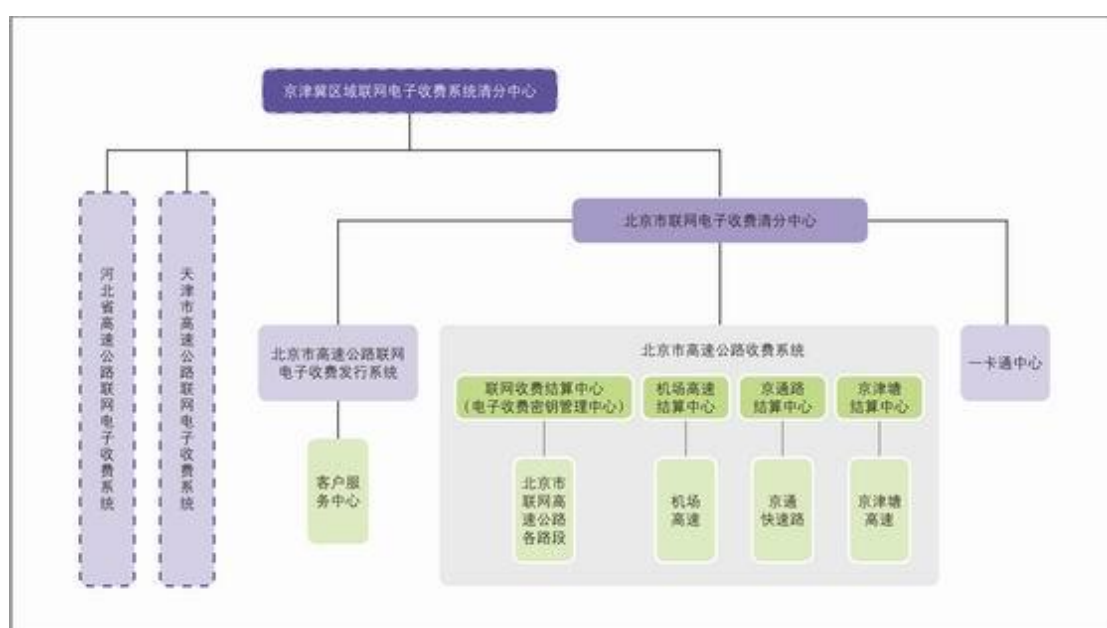 京津冀区域联网电子收费系统清分中心
北京市联网电子收费清分中心
河北省高速公路联网电子收费系统
天津市高速公路联网电子收费系统
北京市高速公路联网
电子收费发行系统
客户服
务中心
北京市高速公路收费系统
联网收费结算中心
（电子收费密钥管理中心）
机场高速
结算中心
京通路
结算中心
京津塘
结算中心
北京市
联网高
速公路
各路段
机场
高速
京通
快速路
京津塘
高速
一卡通中心